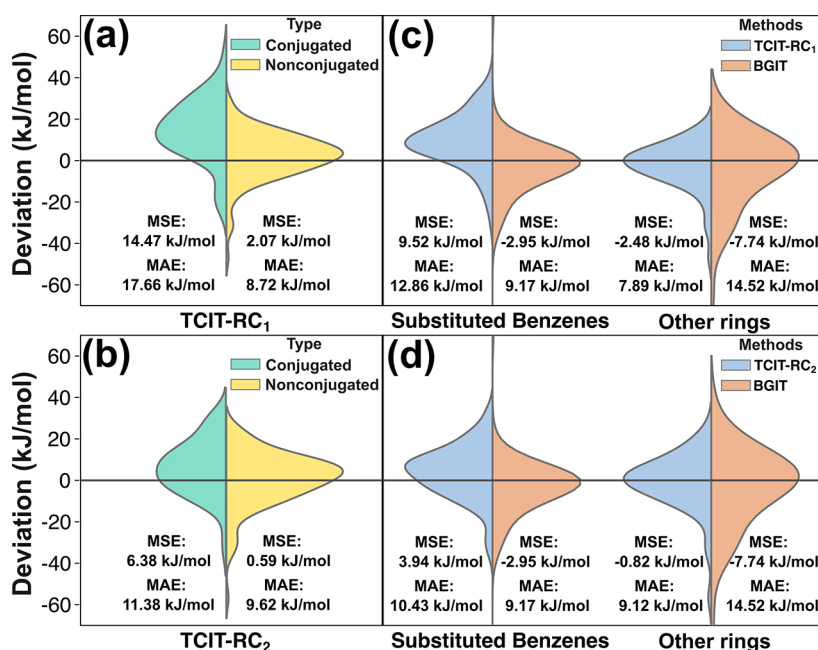 (a)
Type
Conjugated
Nonconjugated
Deviation (kJ/mol)
60
40
20
0
-20
-40
-60
MSE:
14.47 kJ/mol
MAE:
17.66 kJ/mol
MSE:
2.07 kJ/mol
MAE:
8.72 kJ/mol
TCIT-RC1
(c)
Methods
TCIT-RC1
BGIT
MSE:
9.52 kJ/mol
MAE:
12.86 kJ/mol
MSE:
-2.95 kJ/mol
MAE:
9.17 kJ/mol
MSE:
-2.48 kJ/mol
MAE:
7.89 kJ/mol
MSE:
-7.74 kJ/mol
MAE:
14.52 kJ/mol
Substituted Benzenes
Other rings
(b)
Type
Conjugated
Nonconjugated
Deviation (kJ/mol)
60
40
20
0
-20
-40
-60
MSE:
6.38 kJ/mol
MAE:
11.38 kJ/mol
MSE:
0.59 kJ/mol
MAE:
9.62 kJ/mol
TCIT-RC2
(d)
Methods
TCIT-RC2
BGIT
MSE:
3.94 kJ/mol
MAE:
10.43 kJ/mol
MSE:
-2.95 kJ/mol
MAE:
9.17 kJ/mol
MSE:
-0.82 kJ/mol
MAE:
9.12 kJ/mol
MSE:
-7.74 kJ/mol
MAE:
14.52 kJ/mol
Substituted Benzenes
Other rings